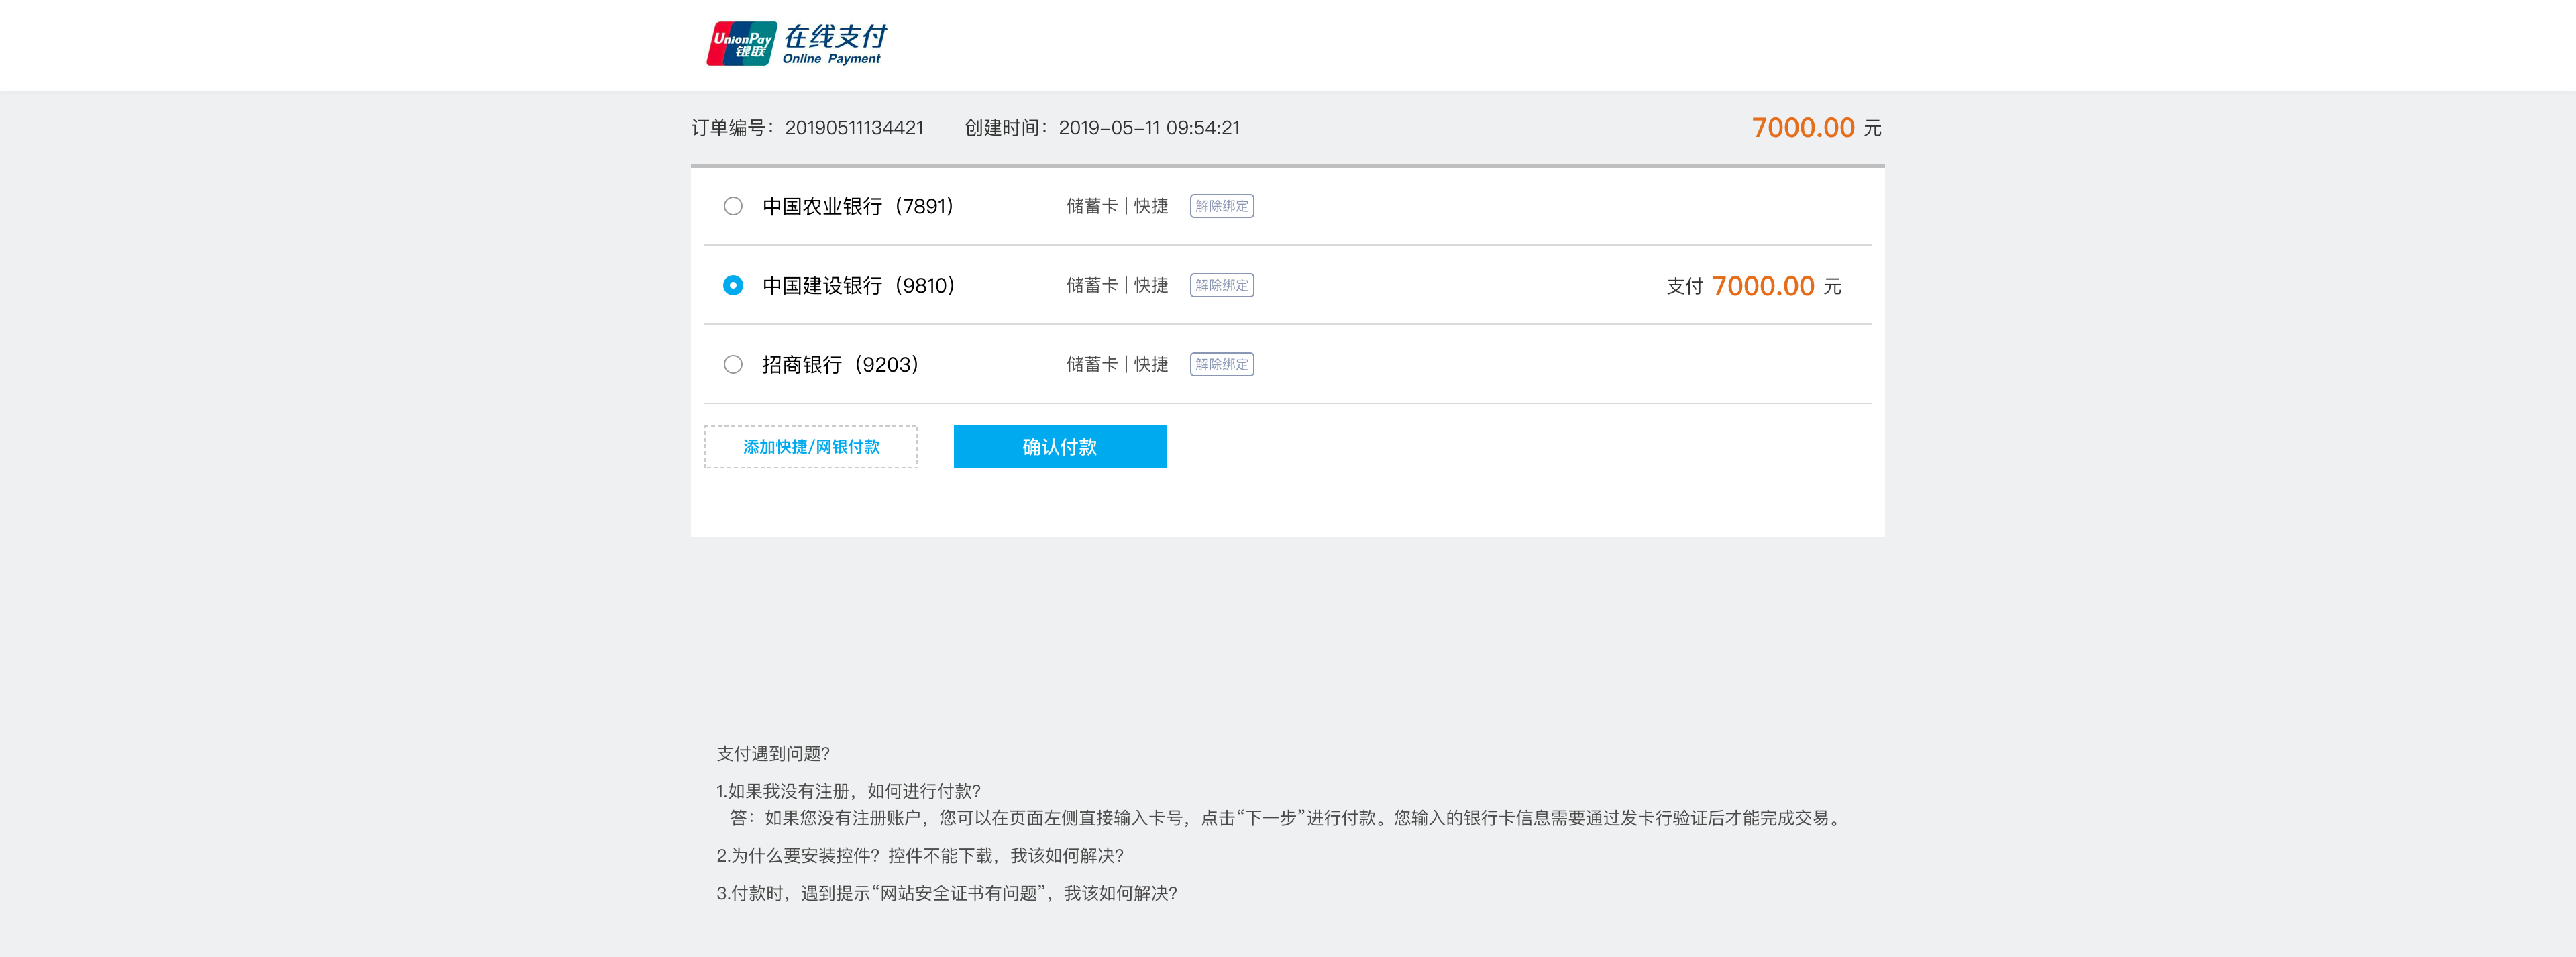 UnionPay 银联 在线支付
Online Payment
订单编号：20190511134421 创建时间：2019-05-11 09:54:21 7000.00 元
中国农业银行（7891） 储蓄卡 | 快捷 解除绑定
中国建设银行（9810） 储蓄卡 | 快捷 解除绑定 支付 7000.00 元
招商银行（9203） 储蓄卡 | 快捷 解除绑定
添加快捷/网银付款 确认付款
支付遇到问题？
1.如果我没有注册，如何进行付款？
答：如果您没有注册账户，您可以在页面左侧直接输入卡号，点击“下一步”进行付款。您输入的银行卡信息需要通过发卡行验证后才能完成交易。
2.为什么要安装控件？控件不能下载，我该如何解决？
3.付款时，遇到提示“网站安全证书有问题”，我该如何解决？